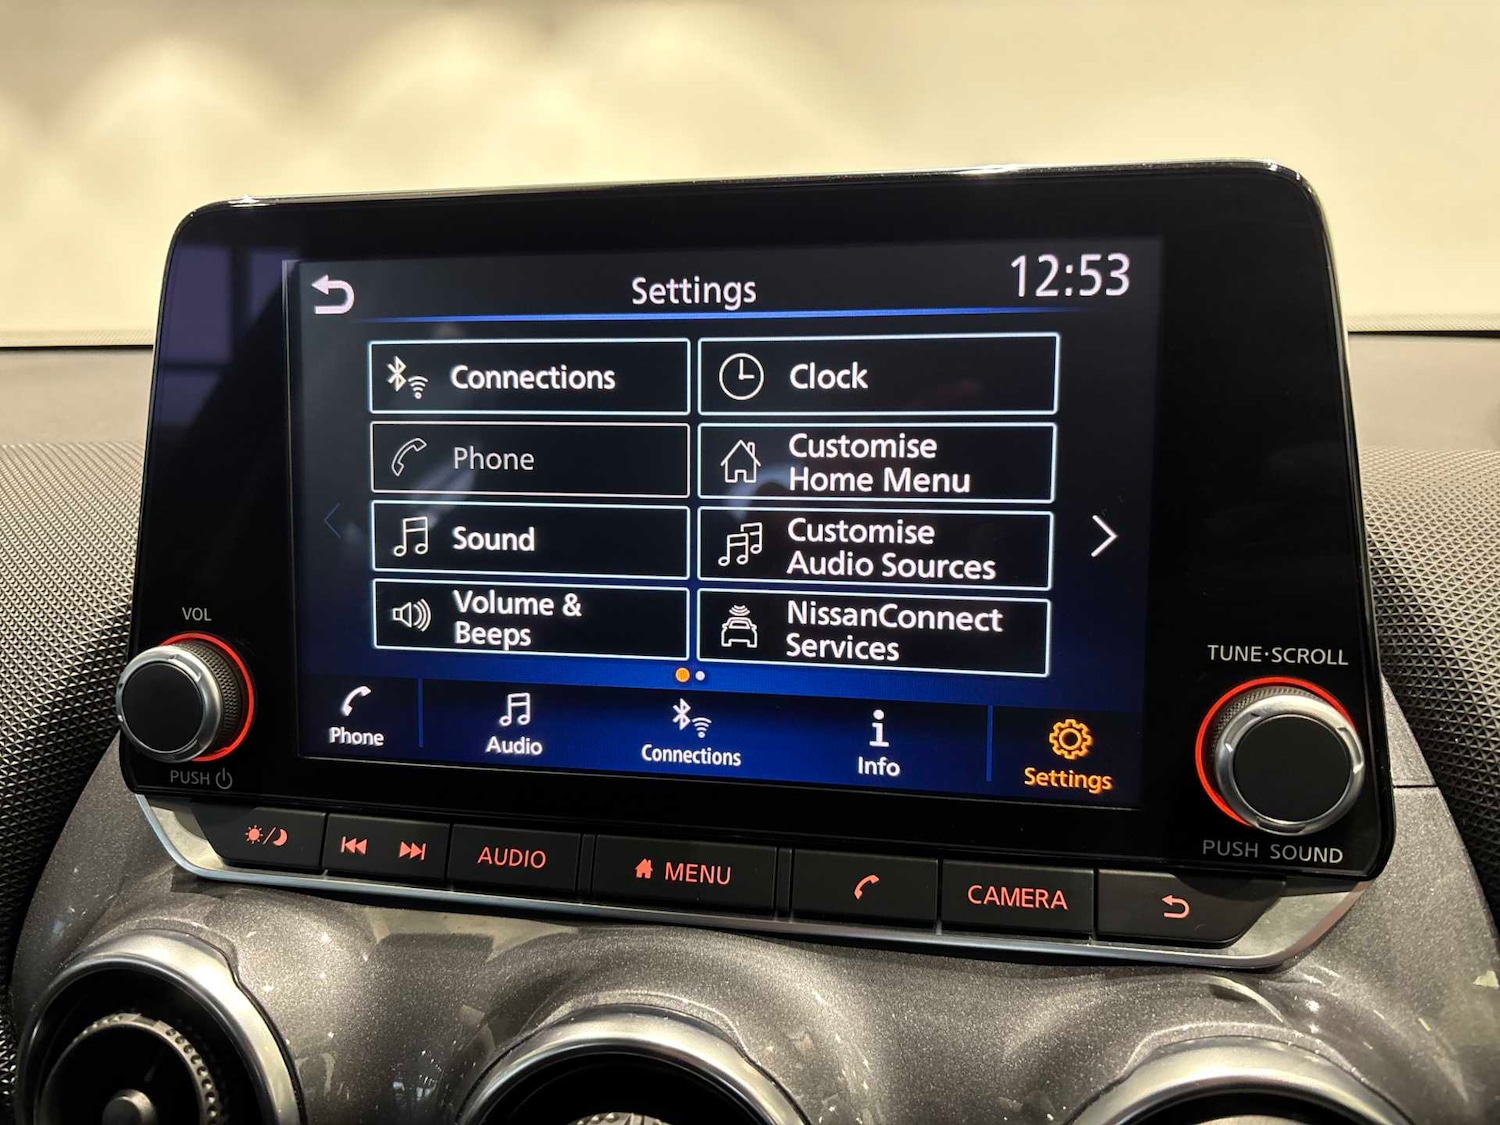 Settings
12:53
Connections
Clock
Phone
Customise
Home Menu
Sound
Customise
Audio Sources
Volume &
Beeps
NissanConnect
Services
Phone
Audio
Connections
Info
Settings
VOL
PUSH
TUNE·SCROLL
PUSH SOUND
AUDIO
MENU
CAMERA